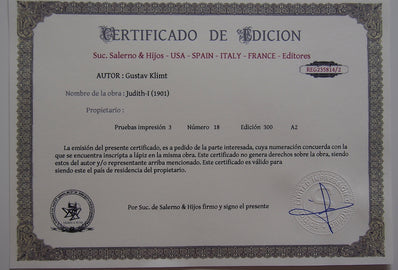 CERTIFICADO DE EDICION
Suc. Salerno & Hijos - USA - SPAIN - ITALY - FRANCE - Editores
REG255814/2
AUTOR : Gustav Klimt
Nombre de la obra : Judith-I (1901)
Propietario :
Pruebas impresión 3 Número 18 Edición 500 A2
La emisión del presente certificado, es a pedido de la parte interesada, cuya numeración concuerda con la
que se encuentra inscripta a lápiz en la misma obra. Este certificado no genera derechos sobre la obra, siendo
estos del autor y/o representante arriba mencionado. Este certificado es válido para
siendo este el país de residencia del propietario.
Por Suc. de Salerno & Hijos firmo y signo el presente